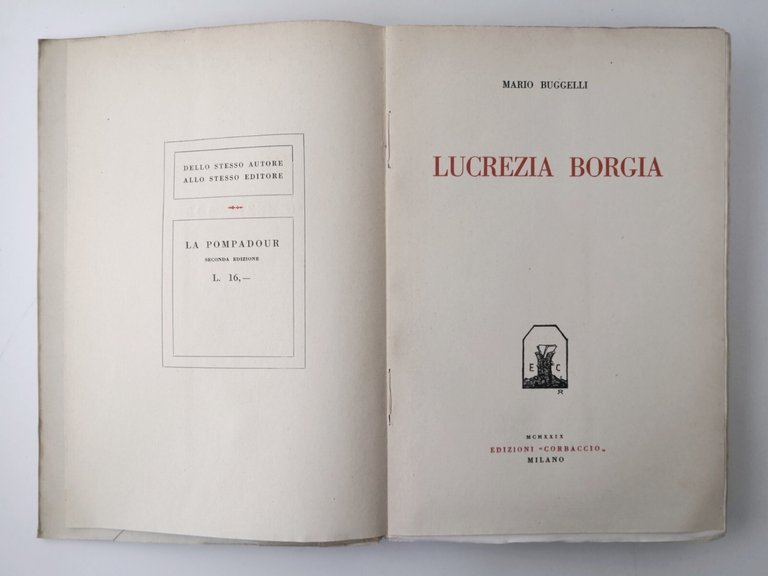 DELLO STESSO AUTORE
ALLO STESSO EDITORE
LA POMPADOUR
SECONDA EDIZIONE
L. 16,—
MARIO BUGGELLI
LUCREZIA BORGIA
E C
MCMXXIX
EDIZIONI "CORBACCIO„
MILANO